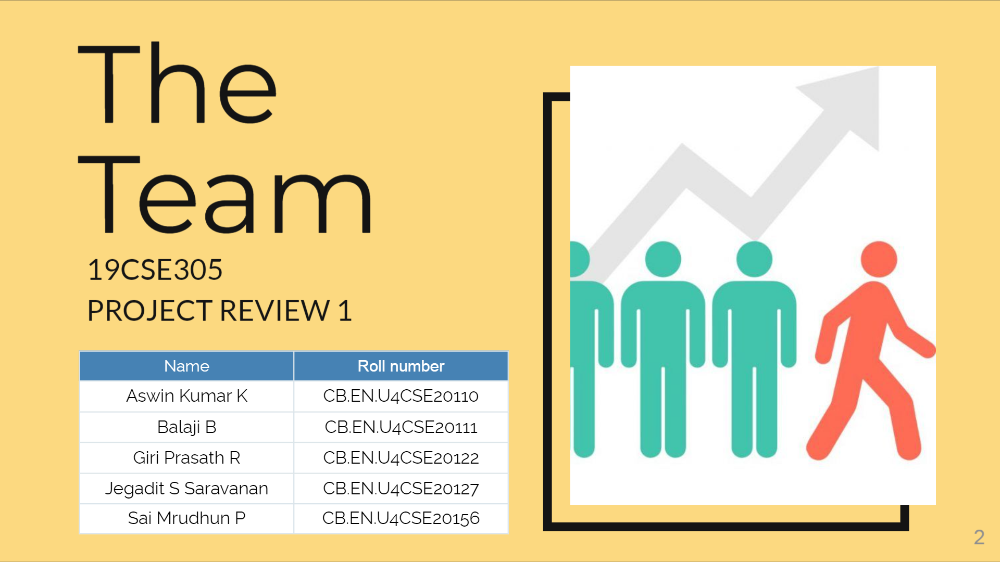 The
Team
19CSE305
PROJECT REVIEW 1
Name Roll number
Aswin Kumar K CB.EN.U4CSE20110
Balaji B CB.EN.U4CSE20111
Giri Prasath R CB.EN.U4CSE20122
Jegadit S Saravanan CB.EN.U4CSE20127
Sai Mrudhun P CB.EN.U4CSE20156
2